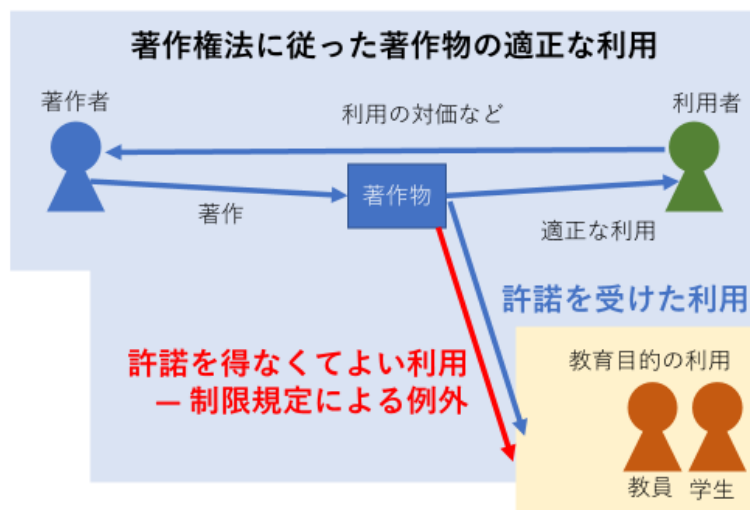 著作権法に従った著作物の適正な利用
著作者
利用者
利用の対価など
著作物
著作
適正な利用
許諾を受けた利用
許諾を得なくてよい利用
― 制限規定による例外
教育目的の利用
教員
学生